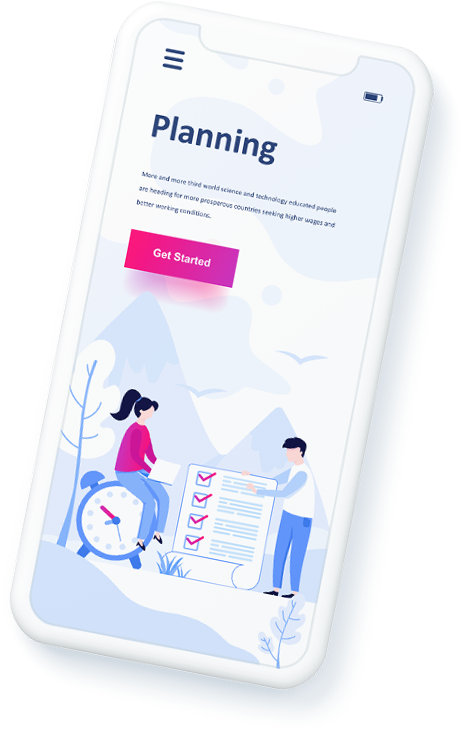 Planning
More and more third world science and technology educated people
are heading for more prosperous countries seeking higher wages and
better working conditions.
Get Started